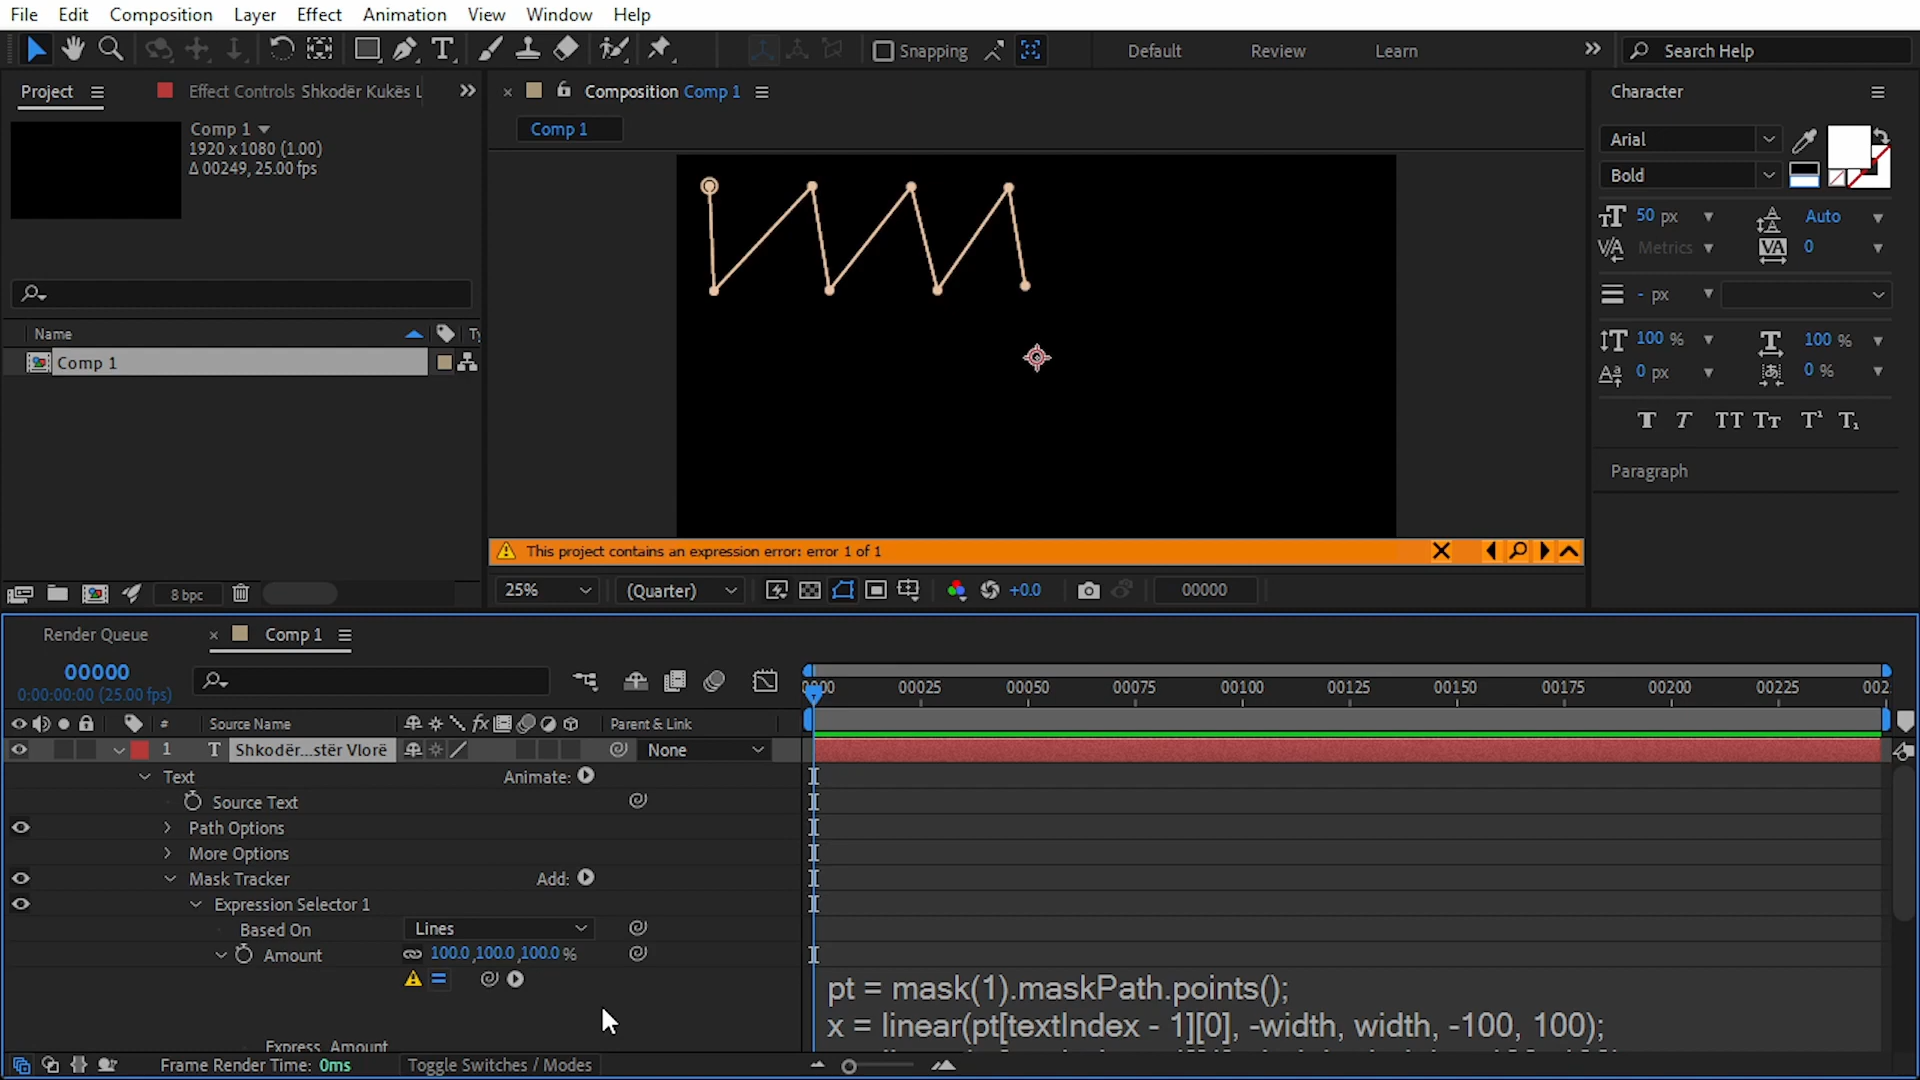 File Edit Composition Layer Effect Animation View Window Help
Snapping Default Review Learn Search Help
Project Effect Controls Shkodër Kukës L
Comp 1
1920 x 1080 (1.00)
Δ 00249, 25.00 fps
Name
Comp 1
8 bpc
Composition Comp 1
Comp 1
This project contains an expression error: error 1 of 1
25% (Quarter) +0.0 00000
Character
Arial
Bold
50 px Auto
Metrics 0
- px
100 % 100 %
0 px 0 %
Paragraph
Render Queue Comp 1
00000
0:00:00:00 (25.00 fps)
00025 00050 00075 00100 00125 00150 00175 00200 00225
# Source Name Parent & Link
1 T Shkodër...stër Vlorë None
Text Animate:
Source Text
Path Options
More Options
Mask Tracker Add:
Expression Selector 1
Based On Lines
Amount 100.0,100.0,100.0 %
pt = mask(1).maskPath.points();
x = linear(pt[textIndex - 1][0], -width, width, -100, 100);
Express Amount
Frame Render Time: 0ms Toggle Switches / Modes